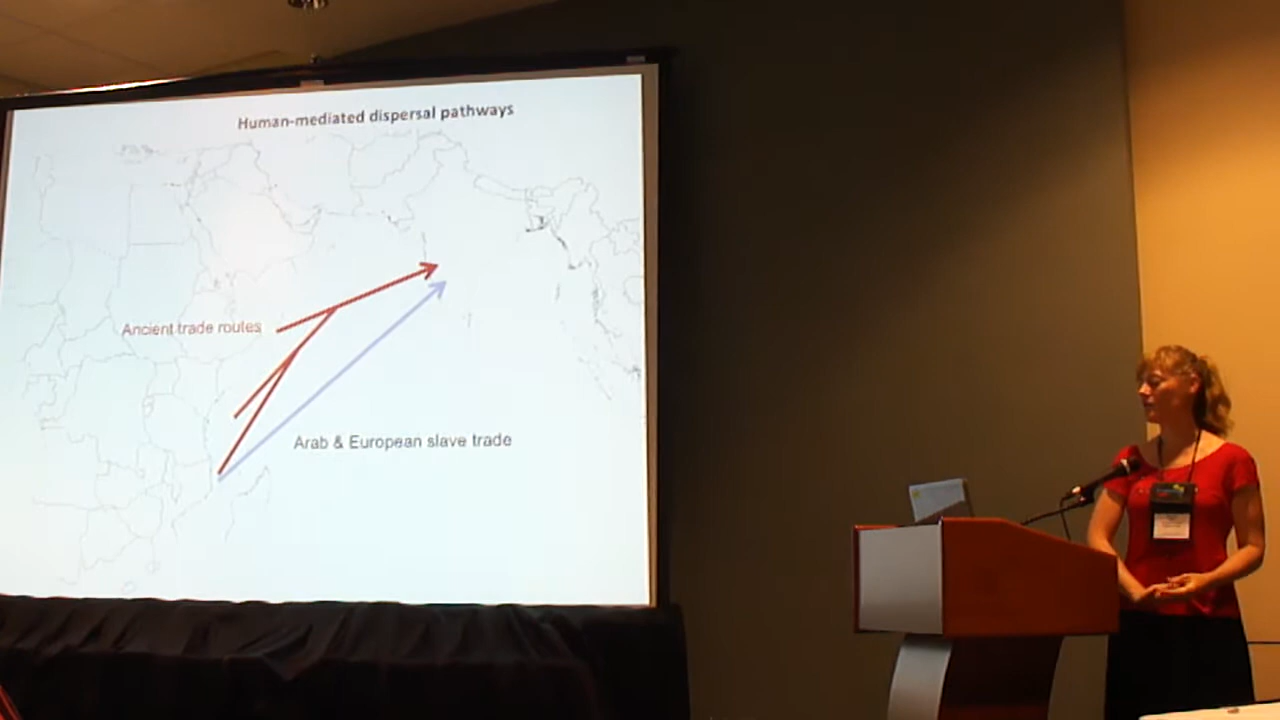 Human-mediated dispersal pathways
Ancient trade routes
Arab & European slave trade